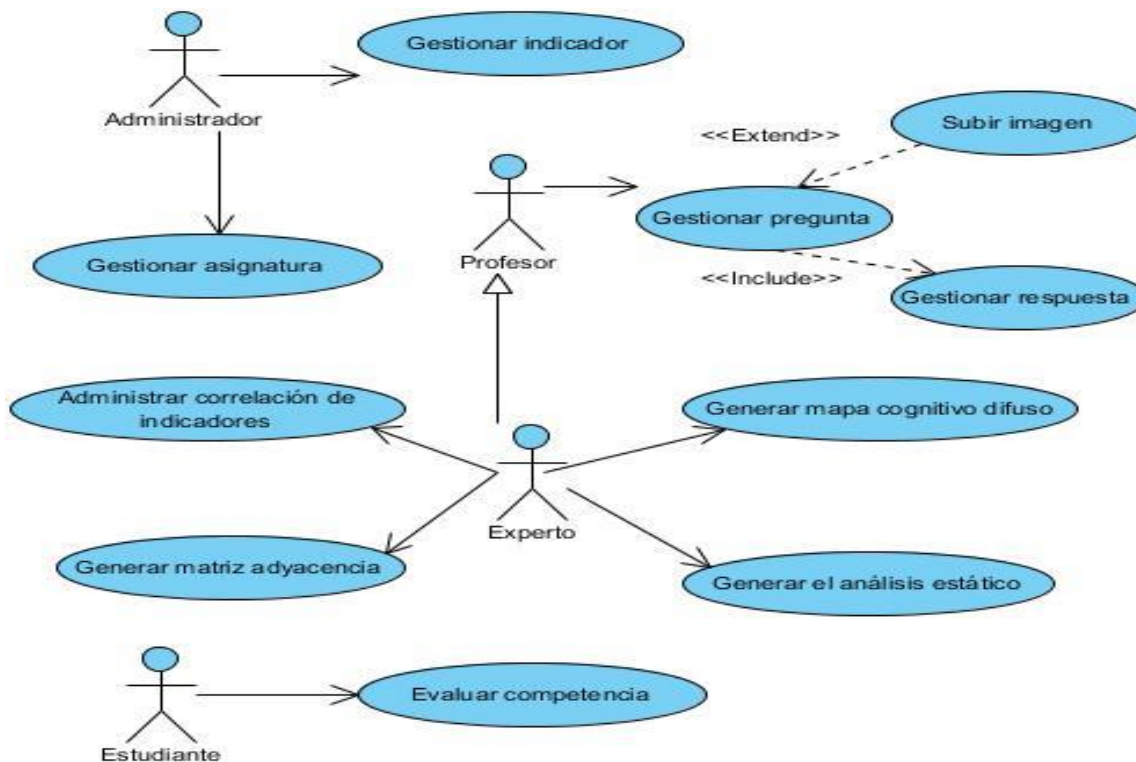 Gestionar indicador
Administrador
Subir imagen
<<Extend>>
Gestionar pregunta
Profesor
Gestionar asignatura
<<Include>>
Gestionar respuesta
Administrar correlación de
indicadores
Generar mapa cognitivo difuso
Experto
Generar matriz adyacencia
Generar el análisis estático
Evaluar competencia
Estudiante